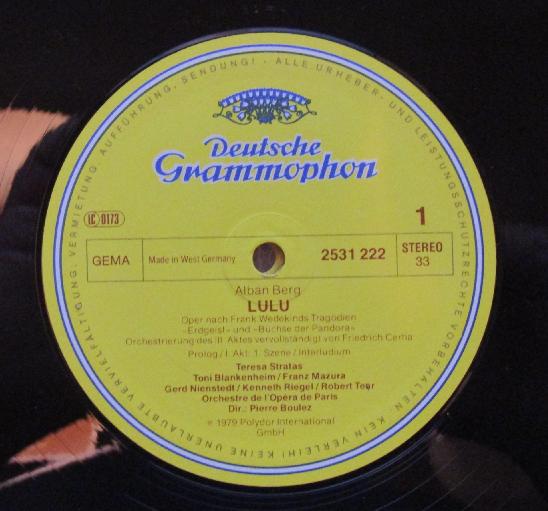 ALLE URHEBER- UND LEISTUNGSSCHUTZRECHTE VORBEHALTEN. KEIN VERLEIH! KEINE UNERLAUBTE VERVIELFÄLTIGUNG, VERMIETUNG, AUFFÜHRUNG, SENDUNG! -
Deutsche
Grammophon
LC 0173
1
GEMA
Made in West Germany
2531 222
STEREO
33
Alban Berg
LULU
Oper nach Frank Wedekinds Tragödien
»Erdgeist« und »Büchse der Pandora«
Orchestrierung des III. Aktes vervollständigt von Friedrich Cerha
Prolog / I. Akt: 1. Szene / Interludium
Teresa Stratas
Toni Blankenheim / Franz Mazura
Gerd Nienstedt / Kenneth Riegel / Robert Tear
Orchestre de l'Opéra de Paris
Dir.: Pierre Boulez
℗ 1979 Polydor International
GmbH